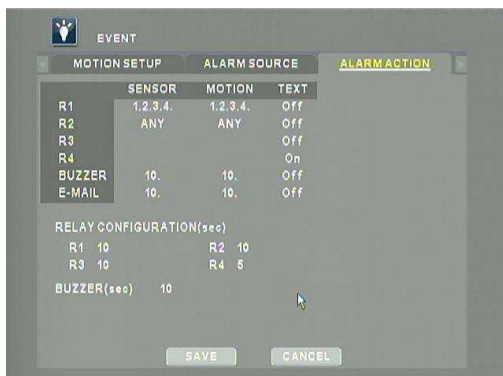 EVENT
MOTION SETUP ALARM SOURCE ALARM ACTION
SENSOR MOTION TEXT
R1 1.2.3.4. 1.2.3.4. Off
R2 ANY ANY Off
R3 Off
R4 On
BUZZER 10. 10. Off
E-MAIL 10. 10. Off
RELAY CONFIGURATION(sec)
R1 10 R2 10
R3 10 R4 5
BUZZER(sec) 10
SAVE CANCEL